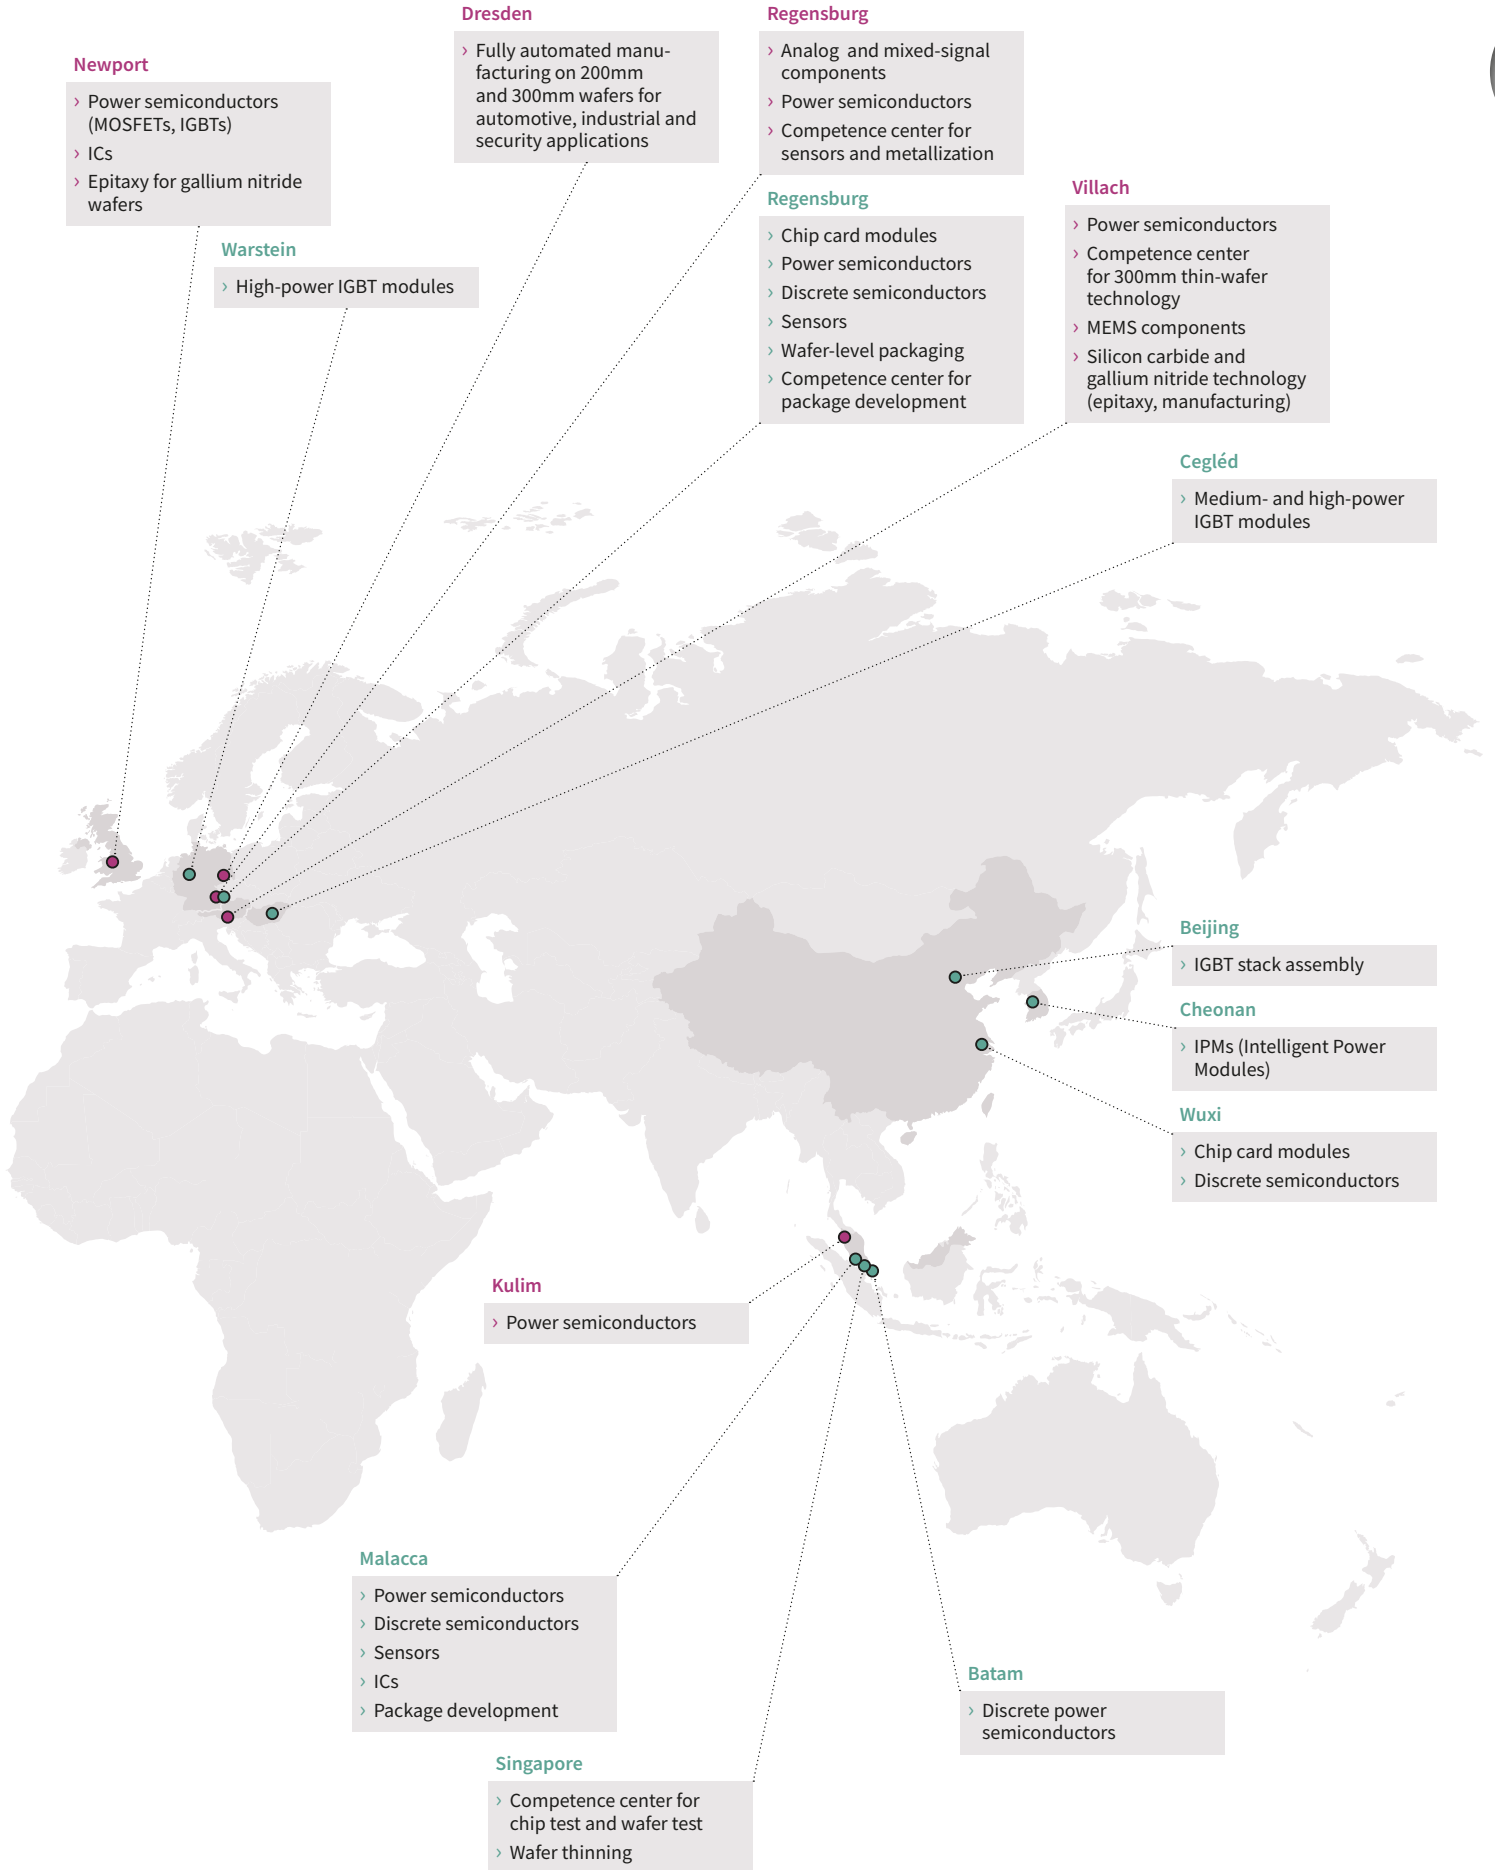 Dresden
› Fully automated manu-
facturing on 200mm
and 300mm wafers for
automotive, industrial and
security applications
Regensburg
› Analog and mixed-signal
components
› Power semiconductors
› Competence center for
sensors and metallization
Newport
› Power semiconductors
(MOSFETs, IGBTs)
› ICs
› Epitaxy for gallium nitride
wafers
Warstein
› High-power IGBT modules
Regensburg
› Chip card modules
› Power semiconductors
› Discrete semiconductors
› Sensors
› Wafer-level packaging
› Competence center for
package development
Villach
› Power semiconductors
› Competence center
for 300mm thin-wafer
technology
› MEMS components
› Silicon carbide and
gallium nitride technology
(epitaxy, manufacturing)
Cegléd
› Medium- and high-power
IGBT modules
Beijing
› IGBT stack assembly
Cheonan
› IPMs (Intelligent Power
Modules)
Wuxi
› Chip card modules
› Discrete semiconductors
Kulim
› Power semiconductors
Malacca
› Power semiconductors
› Discrete semiconductors
› Sensors
› ICs
› Package development
Batam
› Discrete power
semiconductors
Singapore
› Competence center for
chip test and wafer test
› Wafer thinning